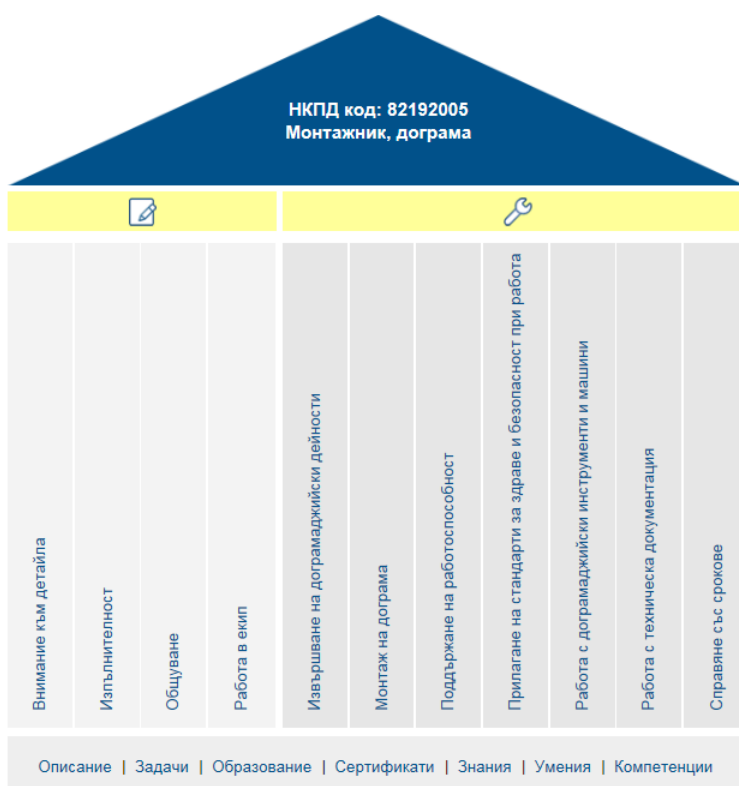 НКПД код: 82192005
Монтажник, дограма
Внимание към детайла
Изпълнителност
Общуване
Работа в екип
Извършване на дограмаджийски дейности
Монтаж на дограма
Поддържане на работоспособност
Прилагане на стандарти за здраве и безопасност при работа
Работа с дограмаджийски инструменти и машини
Работа с техническа документация
Справяне със срокове
Описание | Задачи | Образование | Сертификати | Знания | Умения | Компетенции